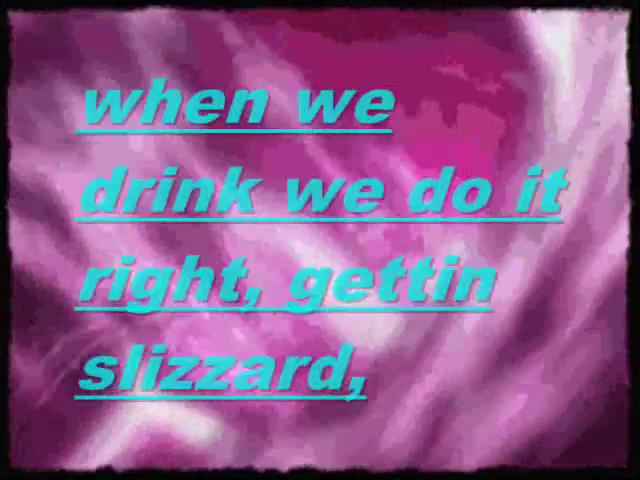 when we
drink we do it
right, gettin
slizzard,